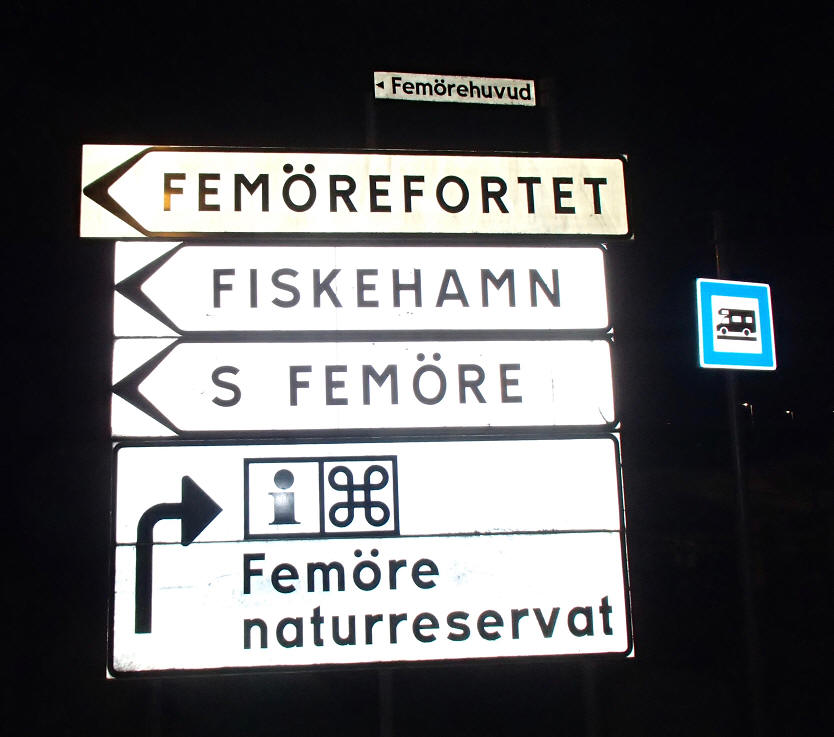 Femörehuvud
FEMÖREFORTET
FISKEHAMN
S FEMÖRE
i
Femöre
naturreservat